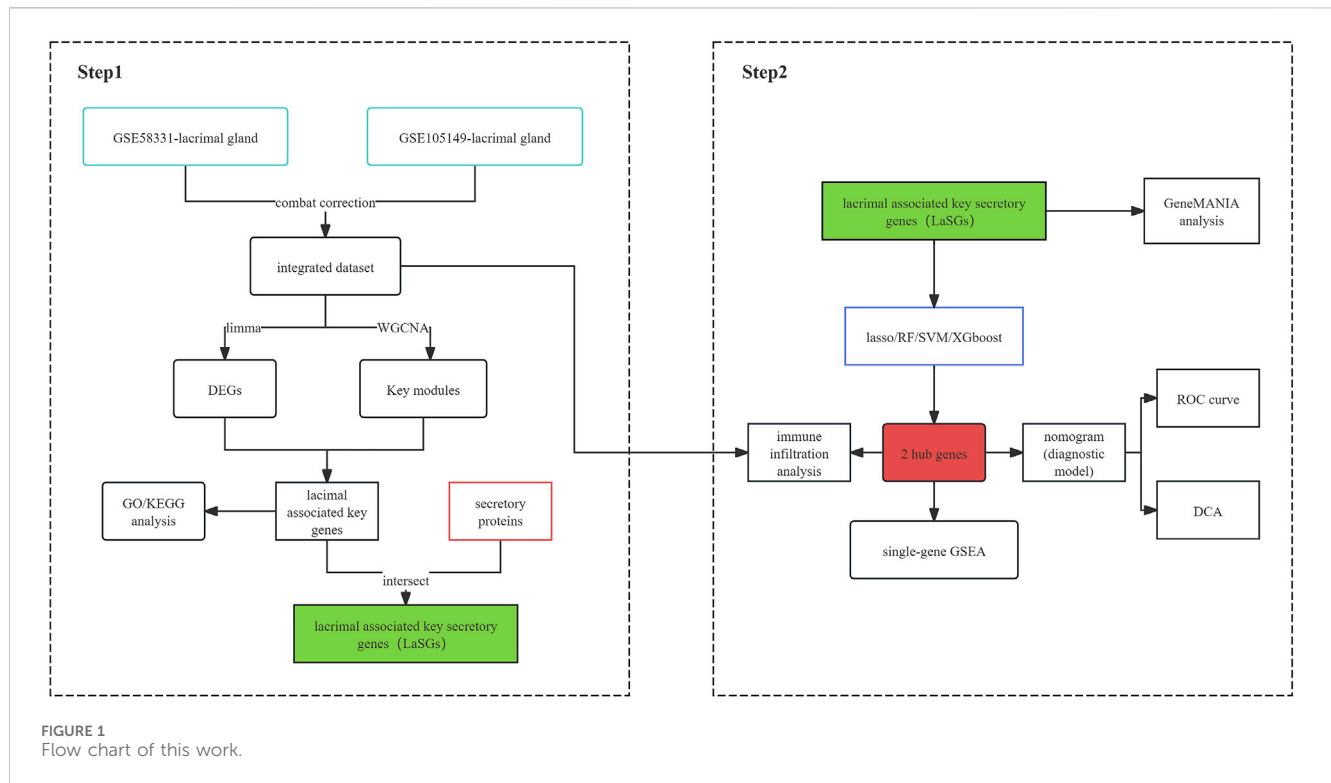 Step1
GSE58331-lacrimal gland
GSE105149-lacrimal gland
combat correction
integrated dataset
limma
WGCNA
DEGs
Key modules
GO/KEGG
analysis
lacimal
associated key
genes
secretory
proteins
intersect
lacrimal associated key secretory
genes（LaSGs）
Step2
lacrimal associated key secretory
genes（LaSGs）
GeneMANIA
analysis
lasso/RF/SVM/XGboost
immune
infiltration
analysis
2 hub genes
nomogram
(diagnostic
model)
ROC curve
DCA
single-gene GSEA
FIGURE 1
Flow chart of this work.